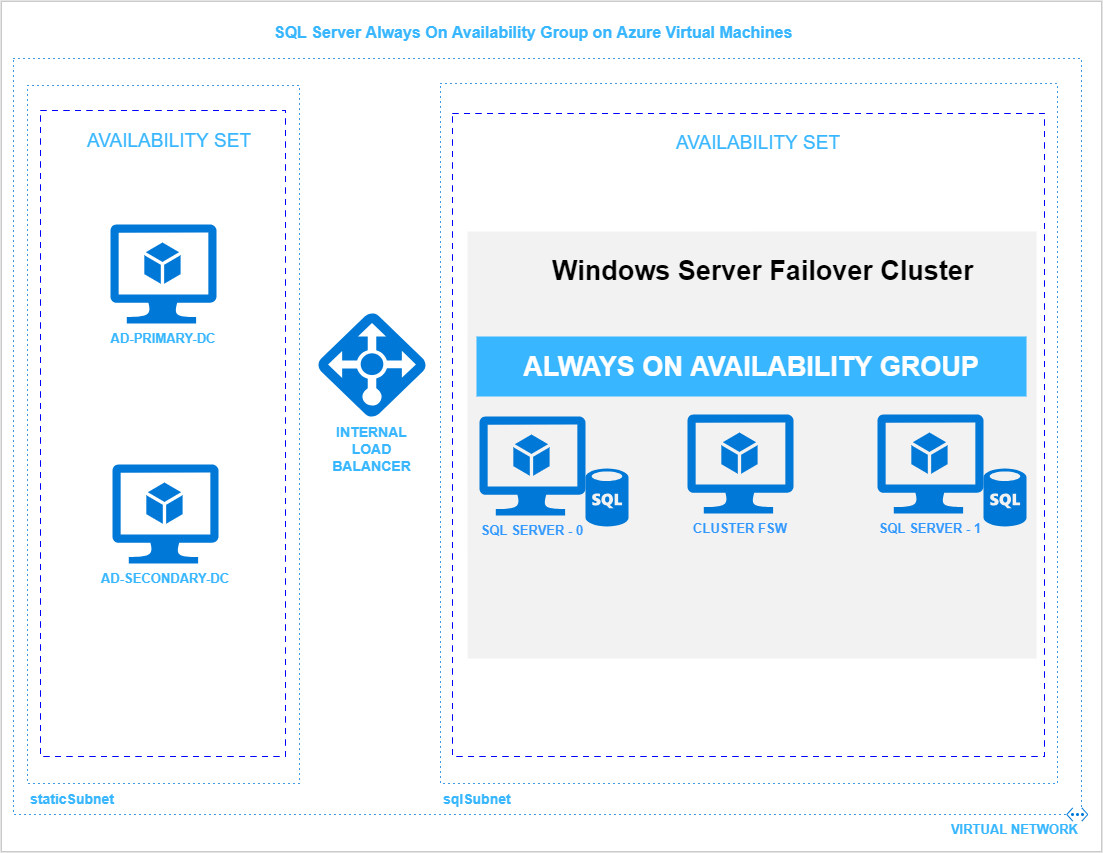 SQL Server Always On Availability Group on Azure Virtual Machines
AVAILABILITY SET
AD-PRIMARY-DC
AD-SECONDARY-DC
staticSubnet
INTERNAL
LOAD
BALANCER
AVAILABILITY SET
Windows Server Failover Cluster
ALWAYS ON AVAILABILITY GROUP
SQL
SQL SERVER - 0
CLUSTER FSW
SQL
SQL SERVER - 1
sqlSubnet
VIRTUAL NETWORK